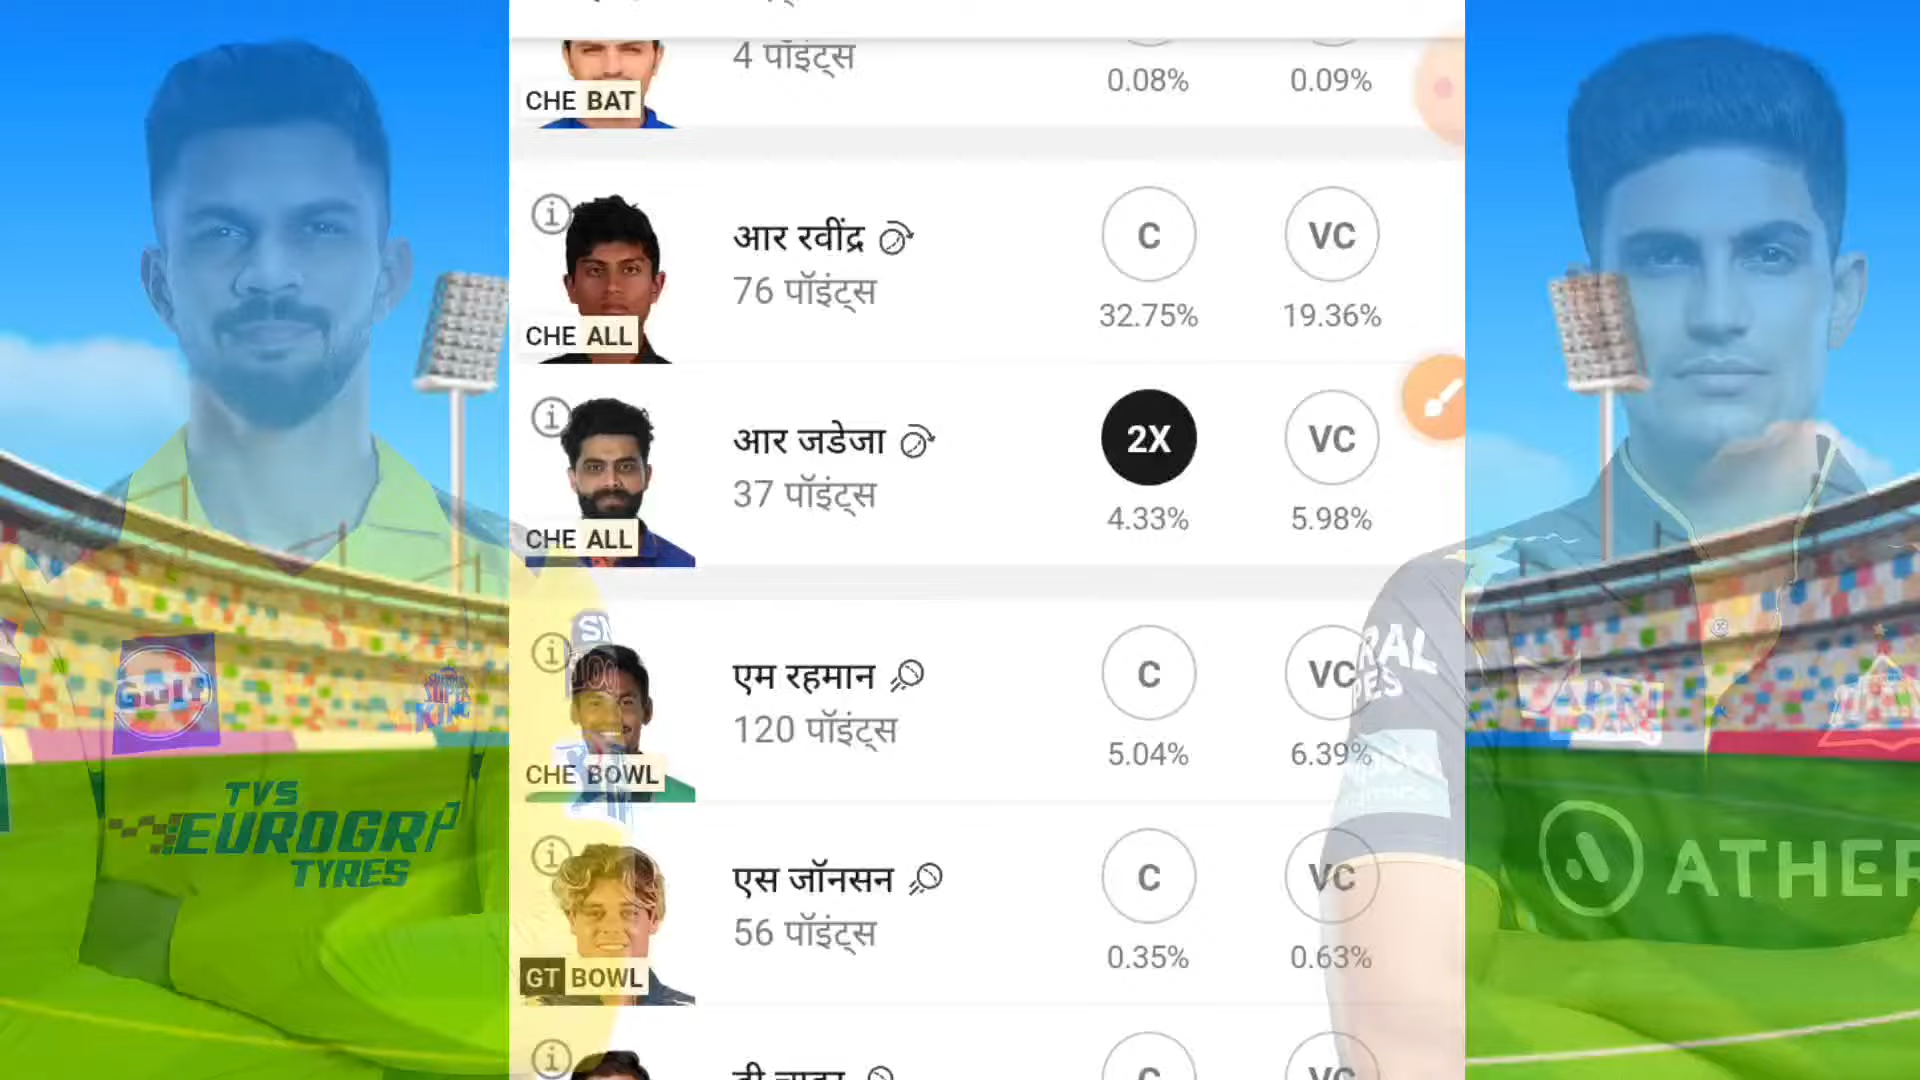 4 पॉइंट्स
0.08%
0.09%
CHE BAT
आर रवींद्र
C
VC
76 पॉइंट्स
32.75%
19.36%
CHE ALL
आर जडेजा
2X
VC
37 पॉइंट्स
4.33%
5.98%
CHE ALL
एम रहमान
C
VC
120 पॉइंट्स
5.04%
6.39%
CHE BOWL
एस जॉनसन
C
VC
56 पॉइंट्स
0.35%
0.63%
GT BOWL
C
VC
Gulf
TVS
TYRES